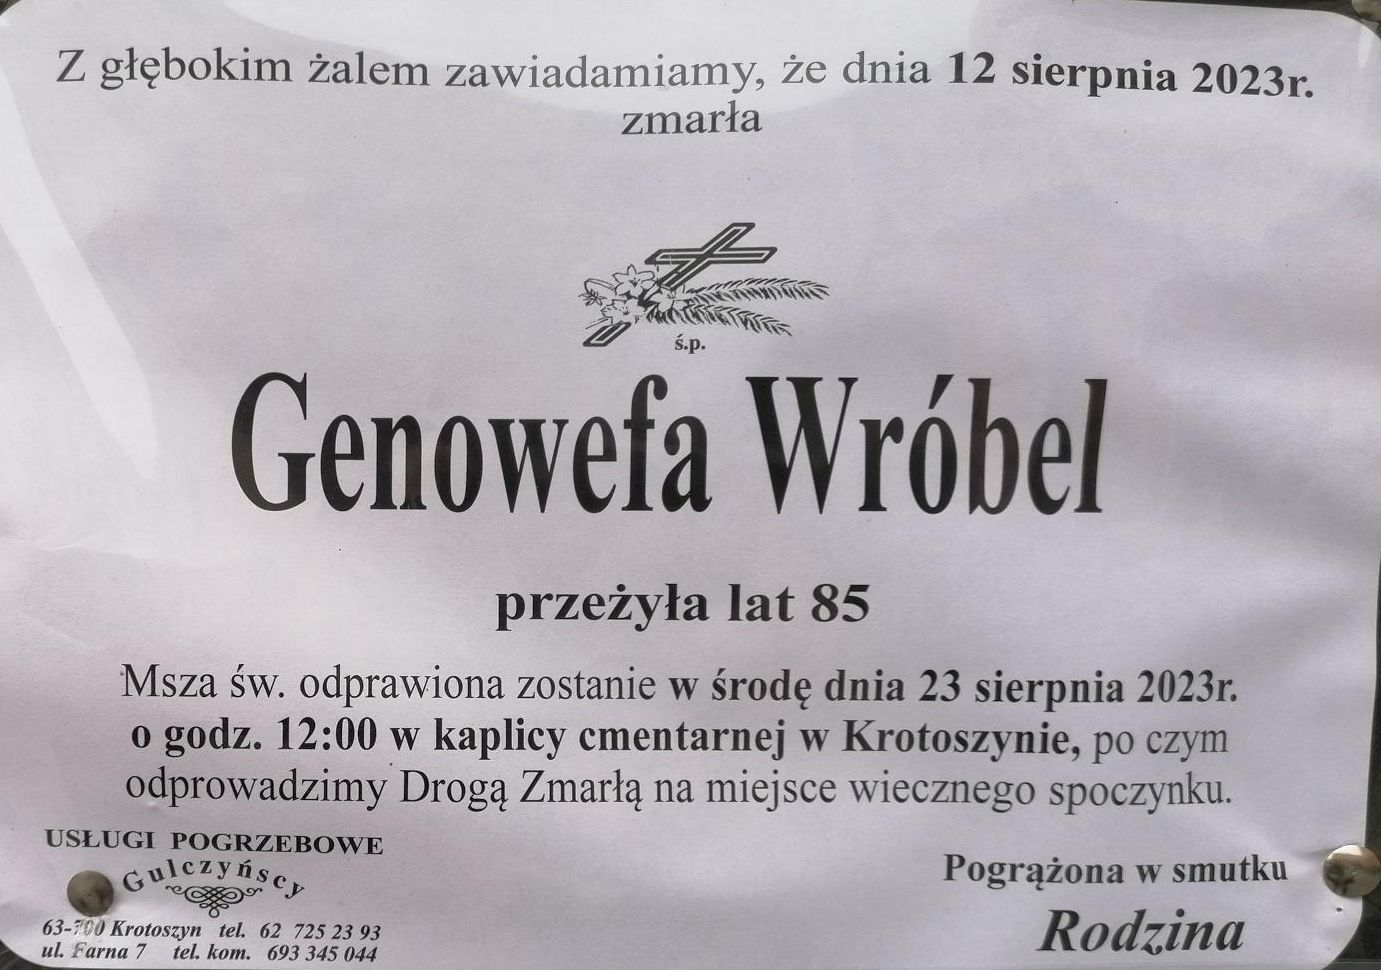 Z głębokim żalem zawiadamiamy, że dnia 12 sierpnia 2023r.
zmarła
ś.p.
Genowefa Wróbel
przeżyła lat 85
Msza św. odprawiona zostanie w środę dnia 23 sierpnia 2023r.
o godz. 12:00 w kaplicy cmentarnej w Krotoszynie, po czym
odprowadzimy Drogą Zmarłą na miejsce wiecznego spoczynku.
USŁUGI POGRZEBOWE
Gulczyńscy
63-700 Krotoszyn tel. 62 725 23 93
ul. Farna 7 tel. kom. 693 345 044
Pogrążona w smutku
Rodzina